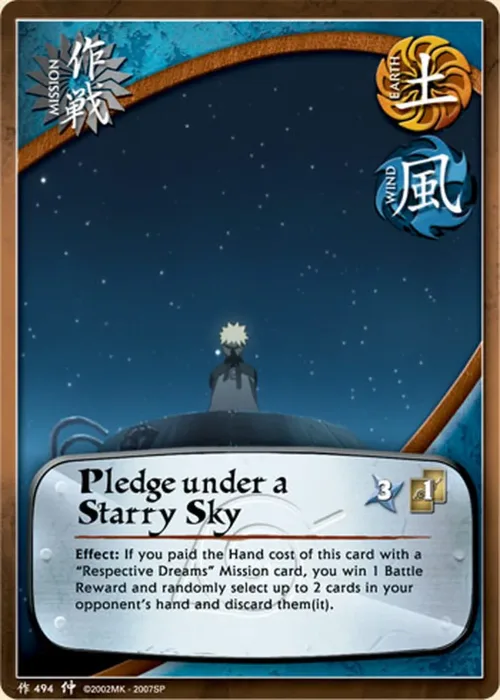 MISSION
作戦
EARTH
土
WIND
風
Pledge under a
Starry Sky
3
1
Effect: If you paid the Hand cost of this card with a
"Respective Dreams" Mission card, you win 1 Battle
Reward and randomly select up to 2 cards in your
opponent's hand and discard them(it).
作 494 仲 ©2002MK - 2007SP